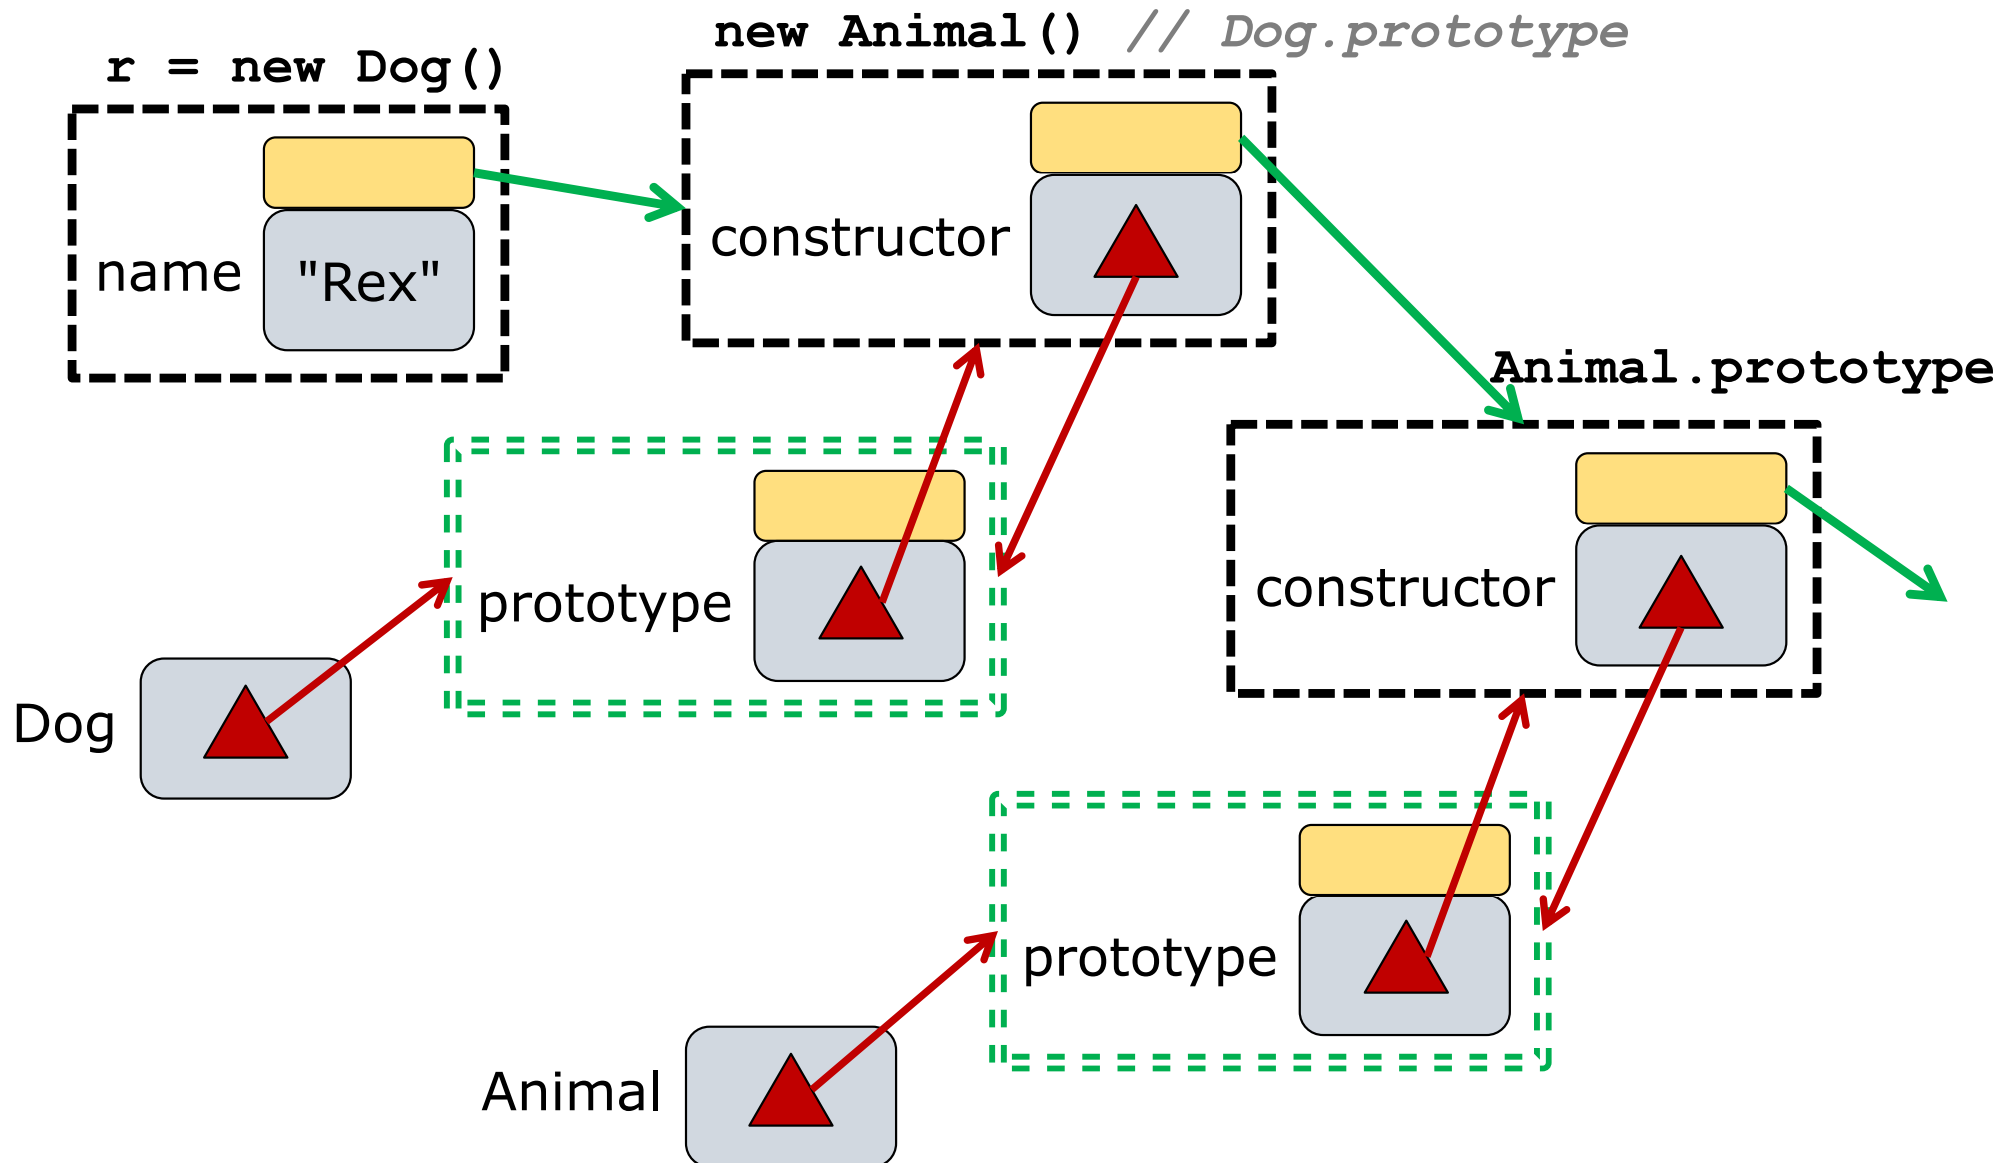 new Animal() // Dog.prototype
r = new Dog()
constructor
name
"Rex"
Animal.prototype
prototype
constructor
Dog
prototype
Animal